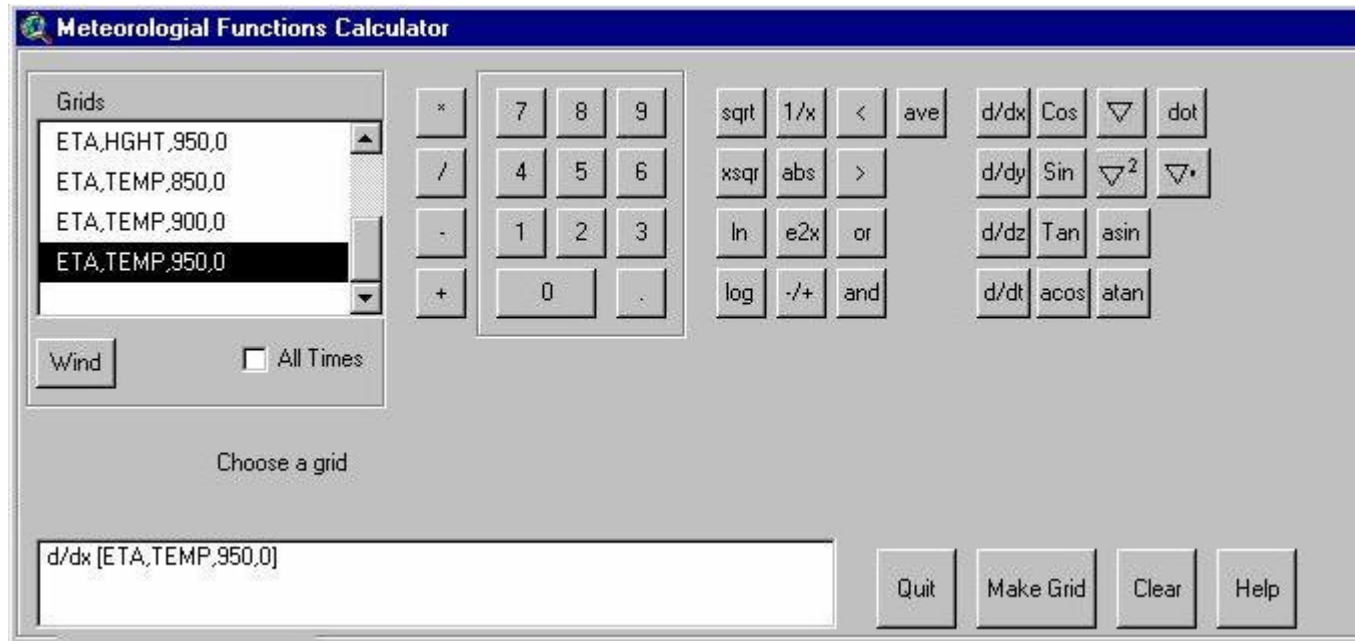 Meteorologial Functions Calculator
Grids
ETA,HGHT,950,0
ETA,TEMP,850,0
ETA,TEMP,900,0
ETA,TEMP,950,0
Wind
All Times
* 7 8 9 sqrt 1/x < ave d/dx Cos ▽ dot
/ 4 5 6 xsqr abs > d/dy Sin ▽² ▽•
- 1 2 3 ln e2x or d/dz Tan asin
+ 0 . log -/+ and d/dt acos atan
Choose a grid
d/dx [ETA,TEMP,950,0]
Quit Make Grid Clear Help